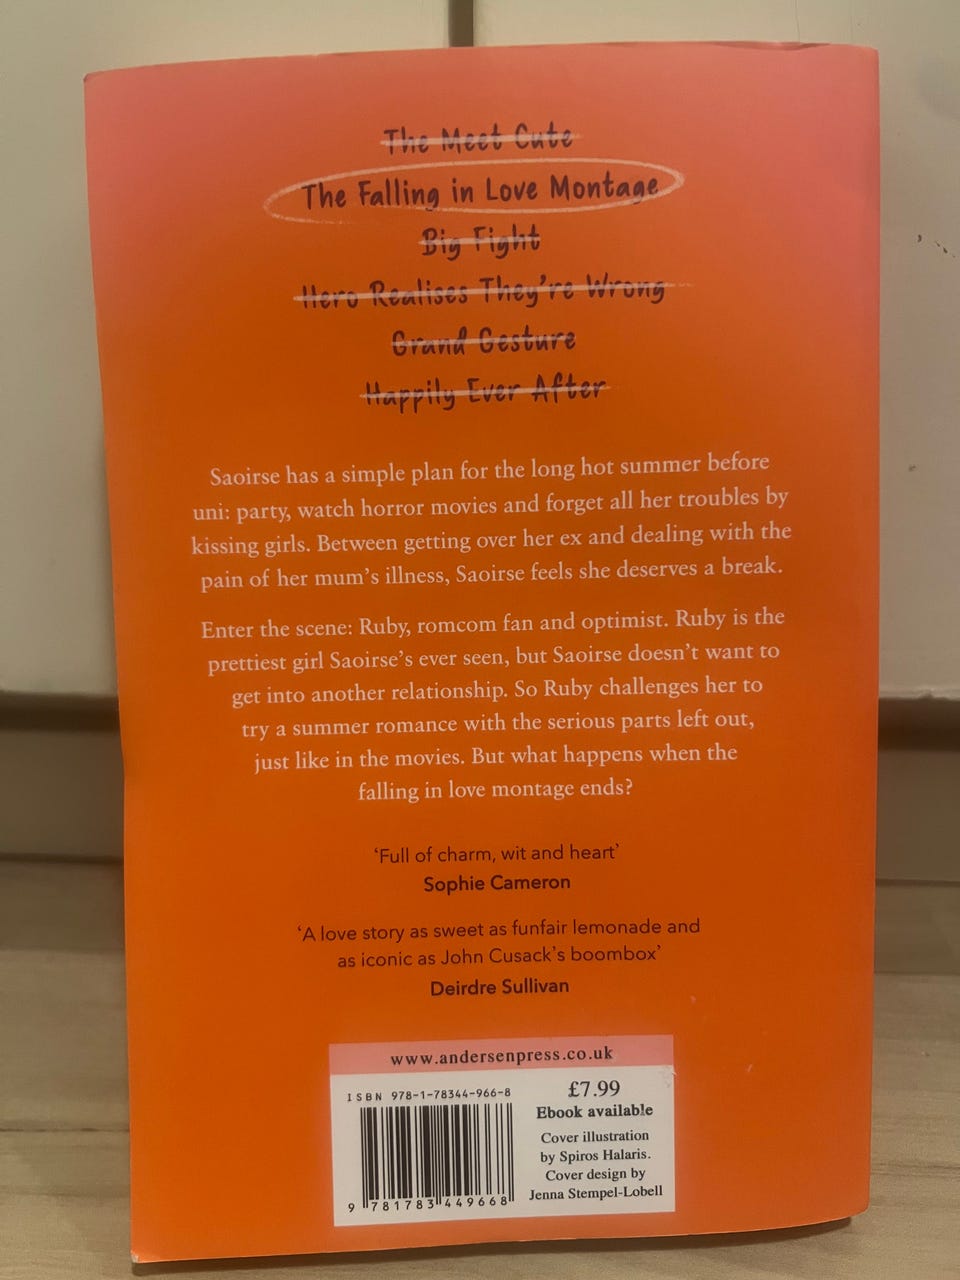 The Meet Cute
The Falling in Love Montage
Big Fight
Hero Realises They're Wrong
Grand Gesture
Happily Ever After
Saoirse has a simple plan for the long hot summer before
uni: party, watch horror movies and forget all her troubles by
kissing girls. Between getting over her ex and dealing with the
pain of her mum's illness, Saoirse feels she deserves a break.
Enter the scene: Ruby, romcom fan and optimist. Ruby is the
prettiest girl Saoirse's ever seen, but Saoirse doesn't want to
get into another relationship. So Ruby challenges her to
try a summer romance with the serious parts left out,
just like in the movies. But what happens when the
falling in love montage ends?
'Full of charm, wit and heart'
Sophie Cameron
'A love story as sweet as funfair lemonade and
as iconic as John Cusack's boombox'
Deirdre Sullivan
www.andersenpress.co.uk
ISBN 978-1-78344-966-8
9 781783 449668
£7.99
Ebook available
Cover illustration
by Spiros Halaris.
Cover design by
Jenna Stempel-Lobell